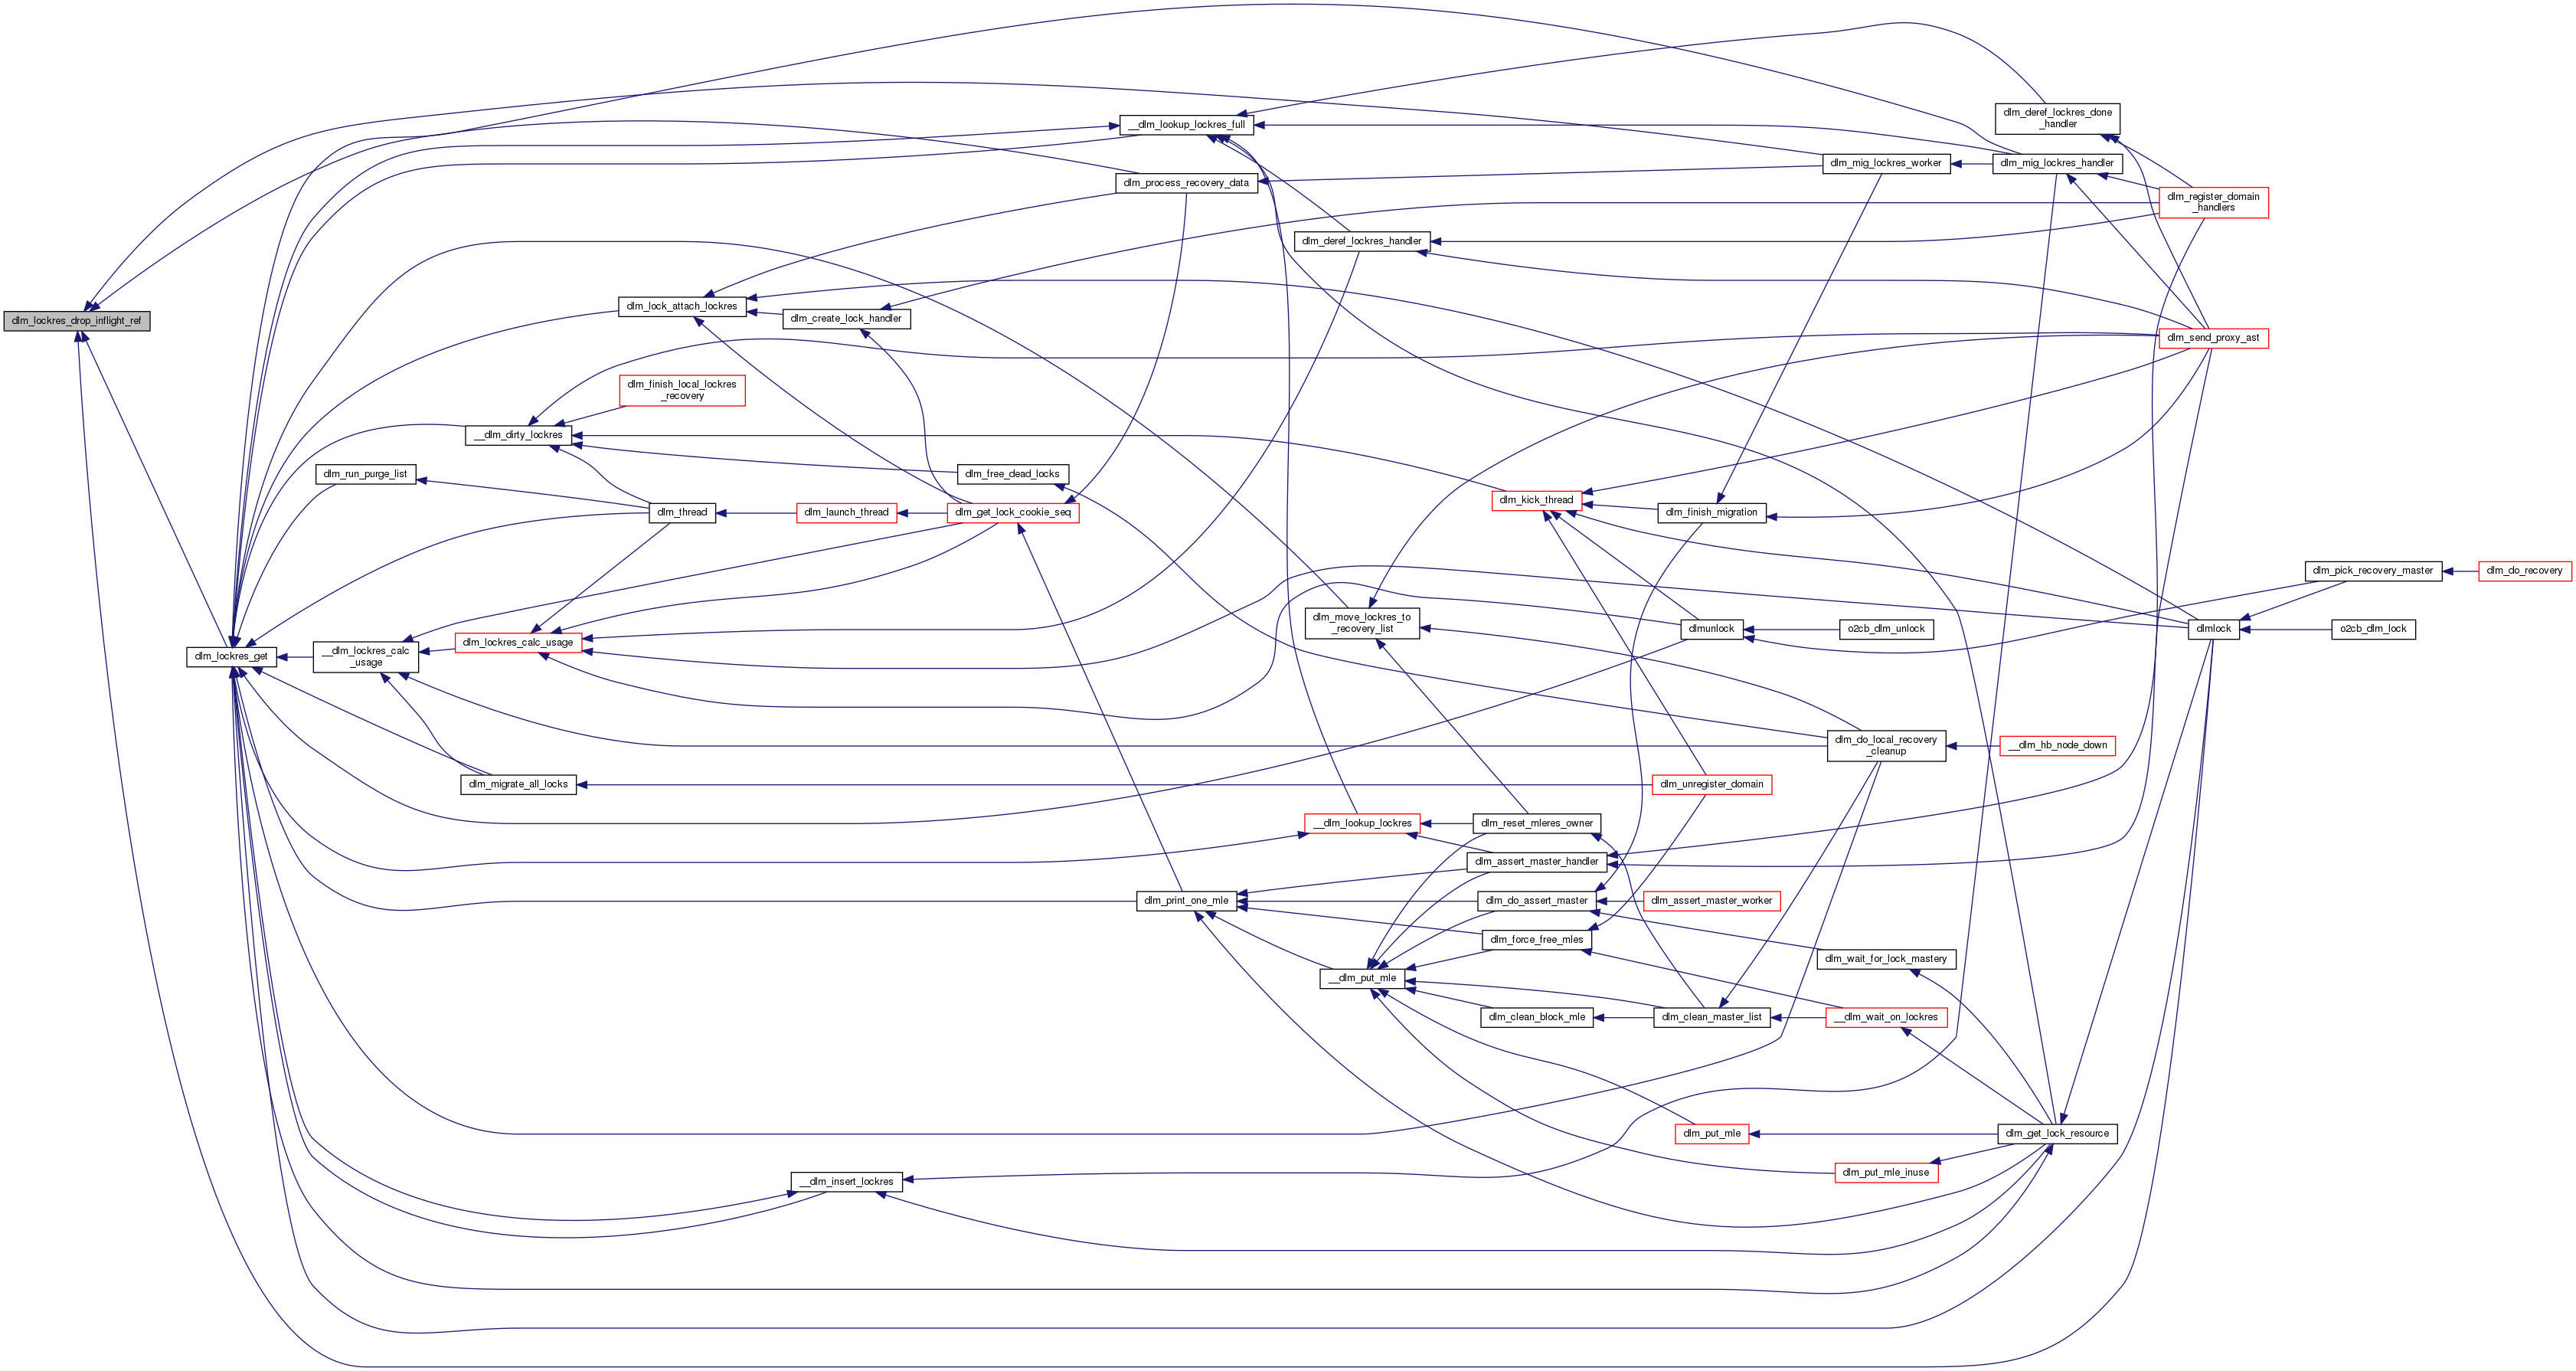 dlm_deref_lockres_done
_handler
__dlm_lookup_lockres_full
dlm_mig_lockres_worker
dlm_mig_lockres_handler
dlm_process_recovery_data
dlm_register_domain
_handlers
dlm_deref_lockres_handler
dlm_lock_attach_lockres
dlm_create_lock_handler
dlm_lockres_drop_inflight_ref
dlm_send_proxy_ast
dlm_finish_local_lockres
_recovery
__dlm_dirty_lockres
dlm_run_purge_list
dlm_free_dead_locks
dlm_kick_thread
dlm_thread
dlm_launch_thread
dlm_get_lock_cookie_seq
dlm_finish_migration
dlm_pick_recovery_master
dlm_do_recovery
dlm_move_lockres_to
_recovery_list
dlmunlock
o2cb_dlm_unlock
dlmlock
o2cb_dlm_lock
dlm_lockres_get
__dlm_lockres_calc
_usage
dlm_lockres_calc_usage
dlm_do_local_recovery
_cleanup
__dlm_hb_node_down
dlm_migrate_all_locks
dlm_unregister_domain
__dlm_lookup_lockres
dlm_reset_mleres_owner
dlm_assert_master_handler
dlm_print_one_mle
dlm_do_assert_master
dlm_assert_master_worker
dlm_force_free_mles
dlm_wait_for_lock_mastery
__dlm_put_mle
dlm_clean_block_mle
dlm_clean_master_list
__dlm_wait_on_lockres
dlm_put_mle
dlm_get_lock_resource
dlm_put_mle_inuse
__dlm_insert_lockres